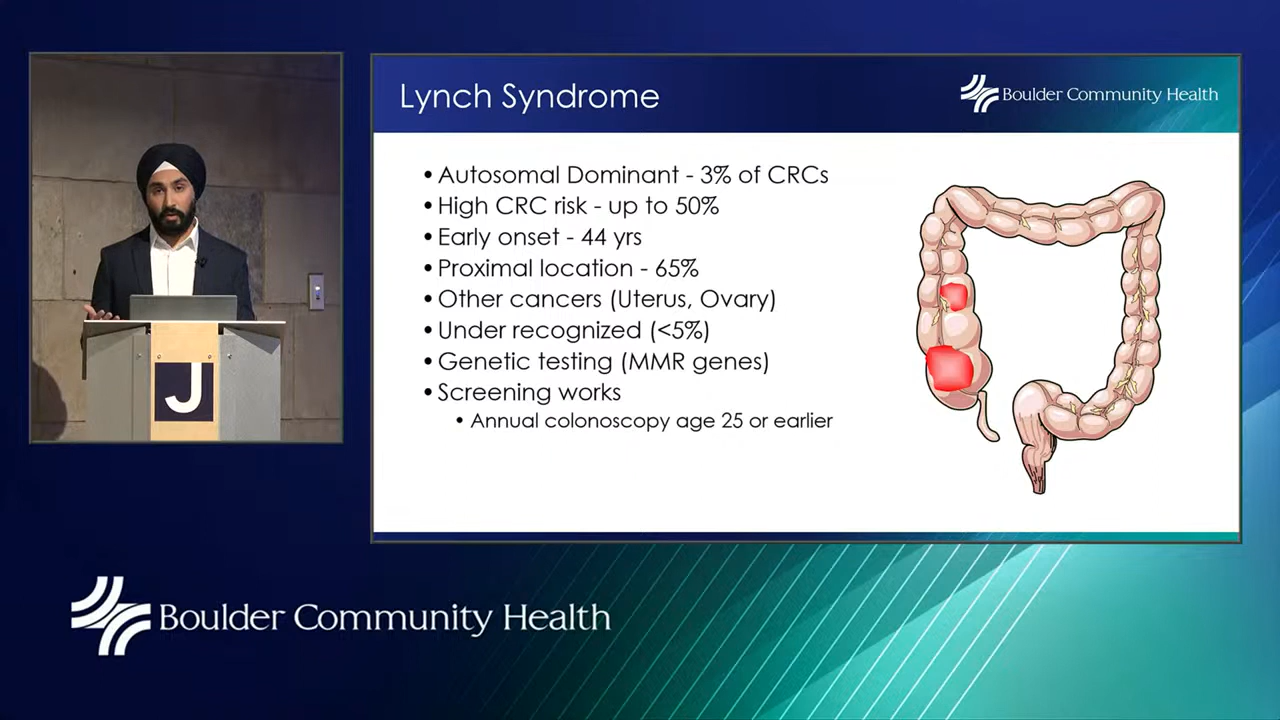 Lynch Syndrome
Boulder Community Health
• Autosomal Dominant - 3% of CRCs
• High CRC risk - up to 50%
• Early onset - 44 yrs
• Proximal location - 65%
• Other cancers (Uterus, Ovary)
• Under recognized (<5%)
• Genetic testing (MMR genes)
• Screening works
• Annual colonoscopy age 25 or earlier
J
Boulder Community Health